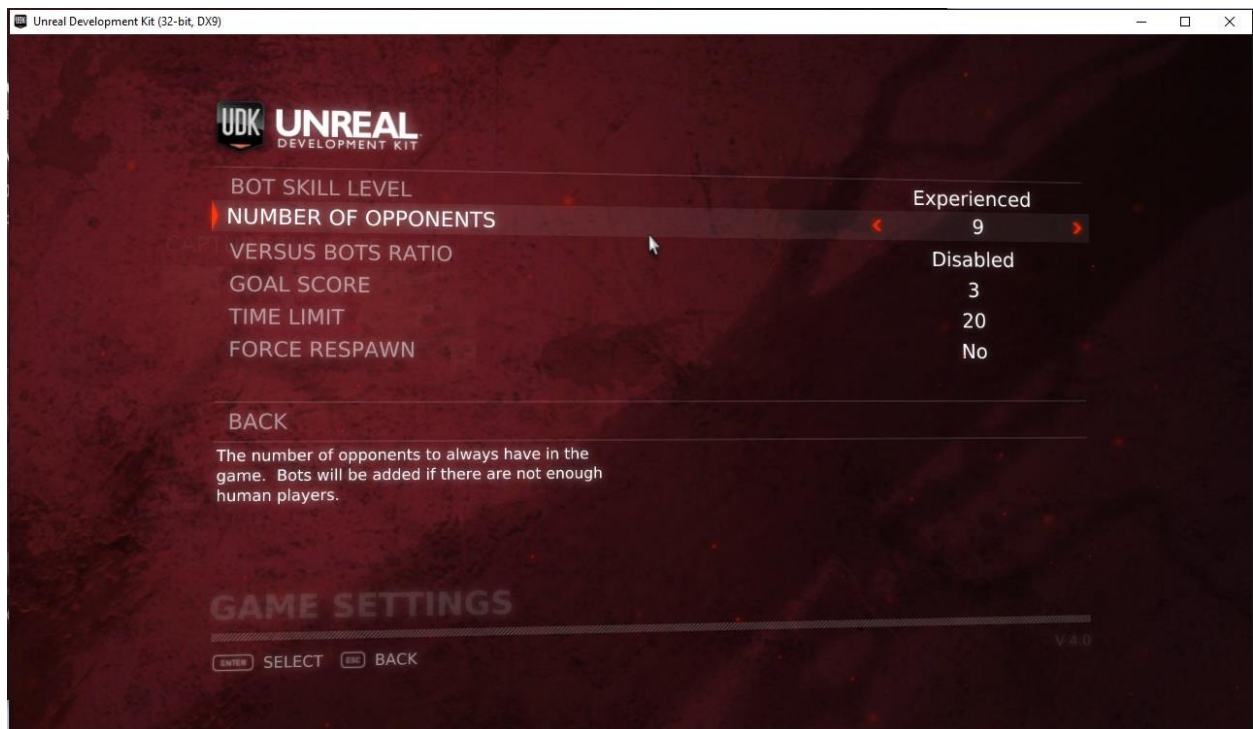 Unreal Development Kit (32-bit, DX9)
UDK UNREAL
DEVELOPMENT KIT
BOT SKILL LEVEL Experienced
NUMBER OF OPPONENTS 9
VERSUS BOTS RATIO Disabled
GOAL SCORE 3
TIME LIMIT 20
FORCE RESPAWN No
BACK
The number of opponents to always have in the
game. Bots will be added if there are not enough
human players.
GAME SETTINGS
V 4.0
ENTER SELECT ESC BACK